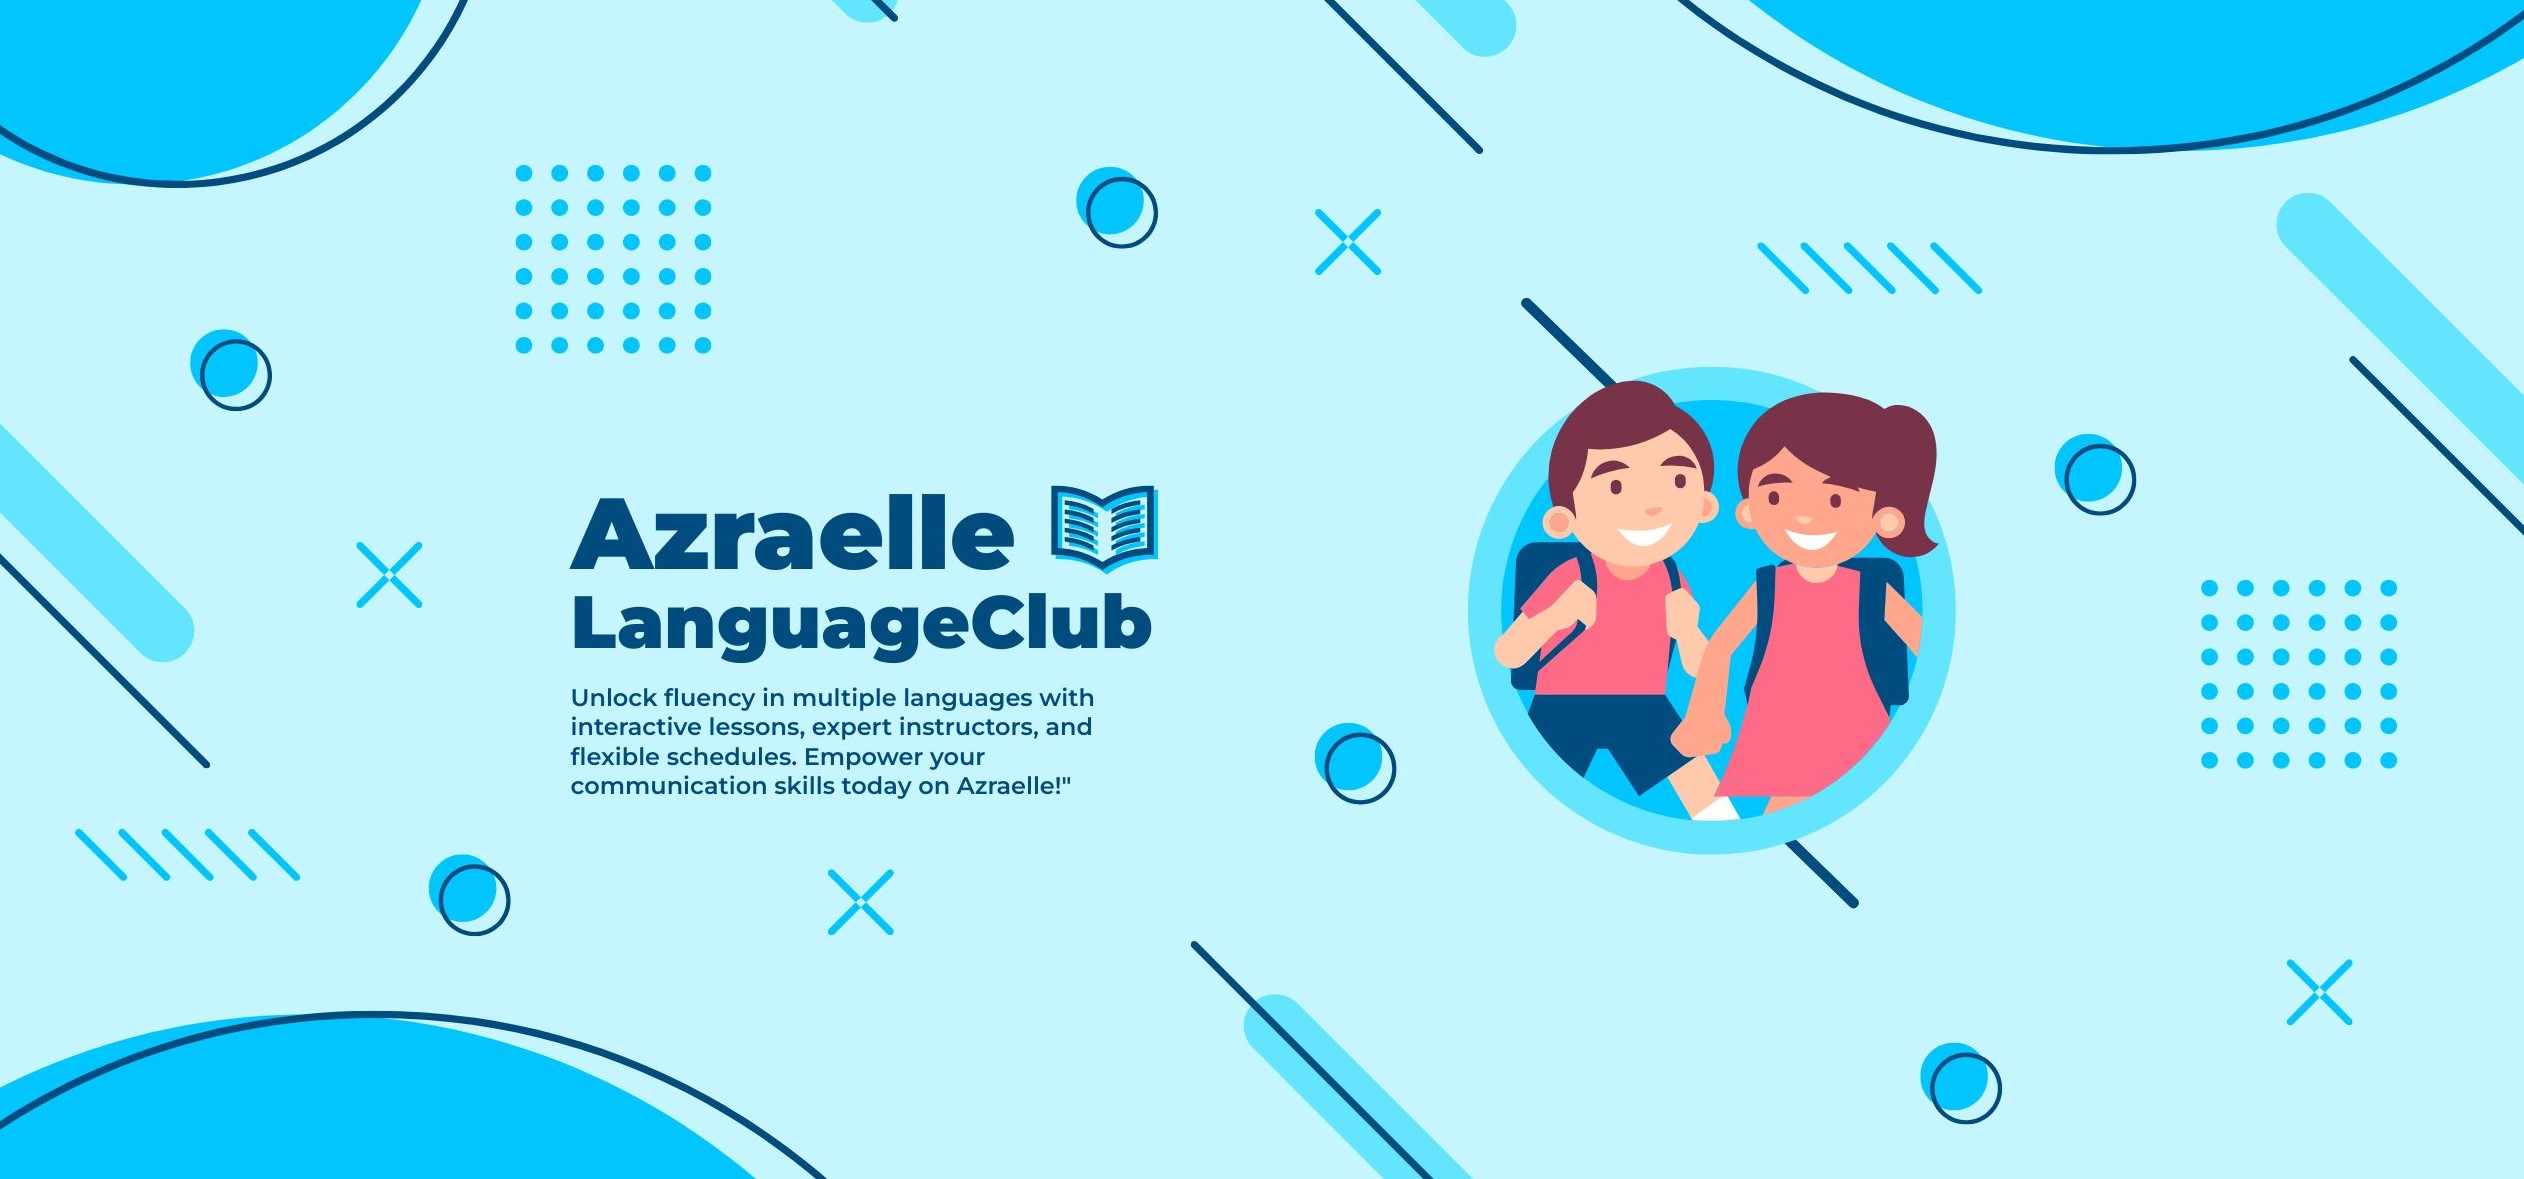 Azraelle
LanguageClub
Unlock fluency in multiple languages with
interactive lessons, expert instructors, and
flexible schedules. Empower your
communication skills today on Azraelle!"